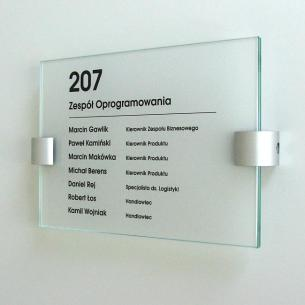 207
Zespół Oprogramowania
Marcin Gawlik Kierownik Zespołu Biznesowego
Paweł Kamiński Kierownik Produktu
Marcin Makówka Kierownik Produktu
Michal Berens Kierownik Produktu
Daniel Rej Specjalista ds. Logistyki
Robert Łos Handlowiec
Kamil Wojniak Handlowiec